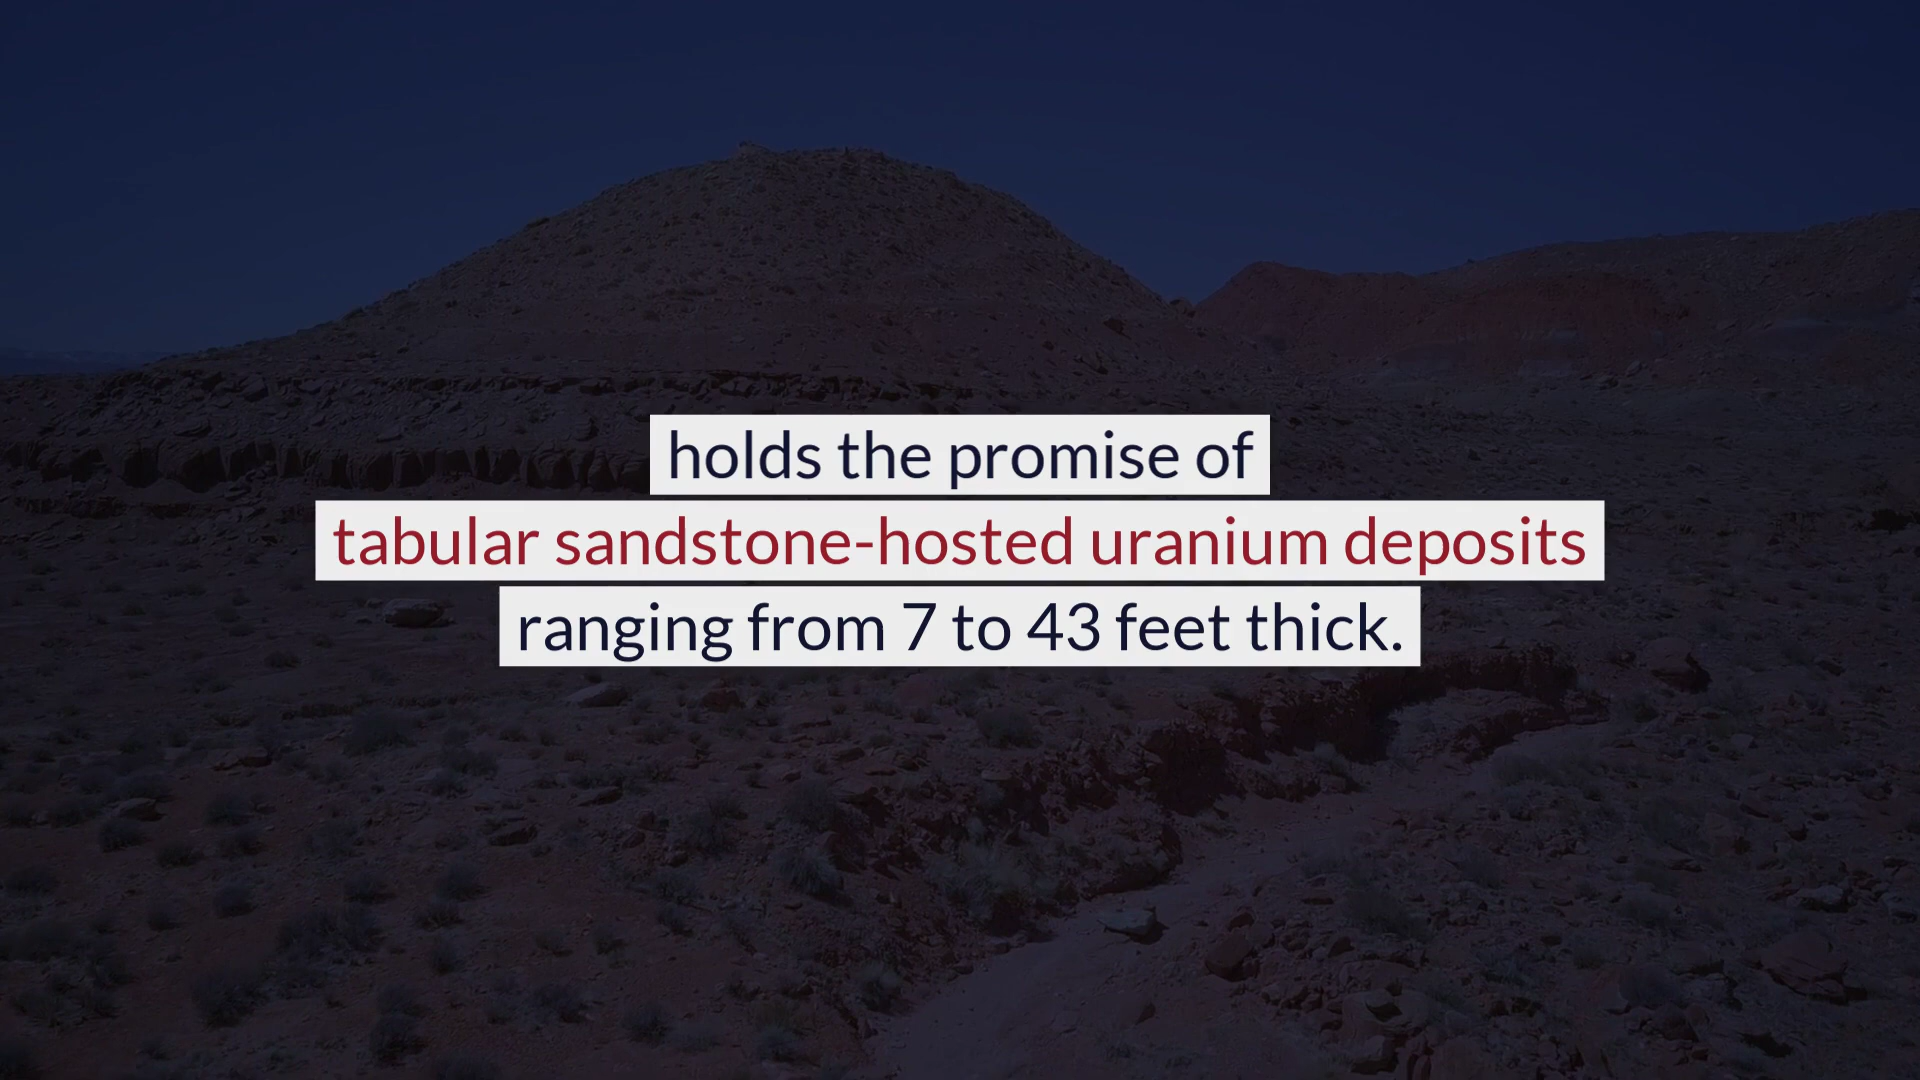 holds the promise of
tabular sandstone-hosted uranium deposits
ranging from 7 to 43 feet thick.